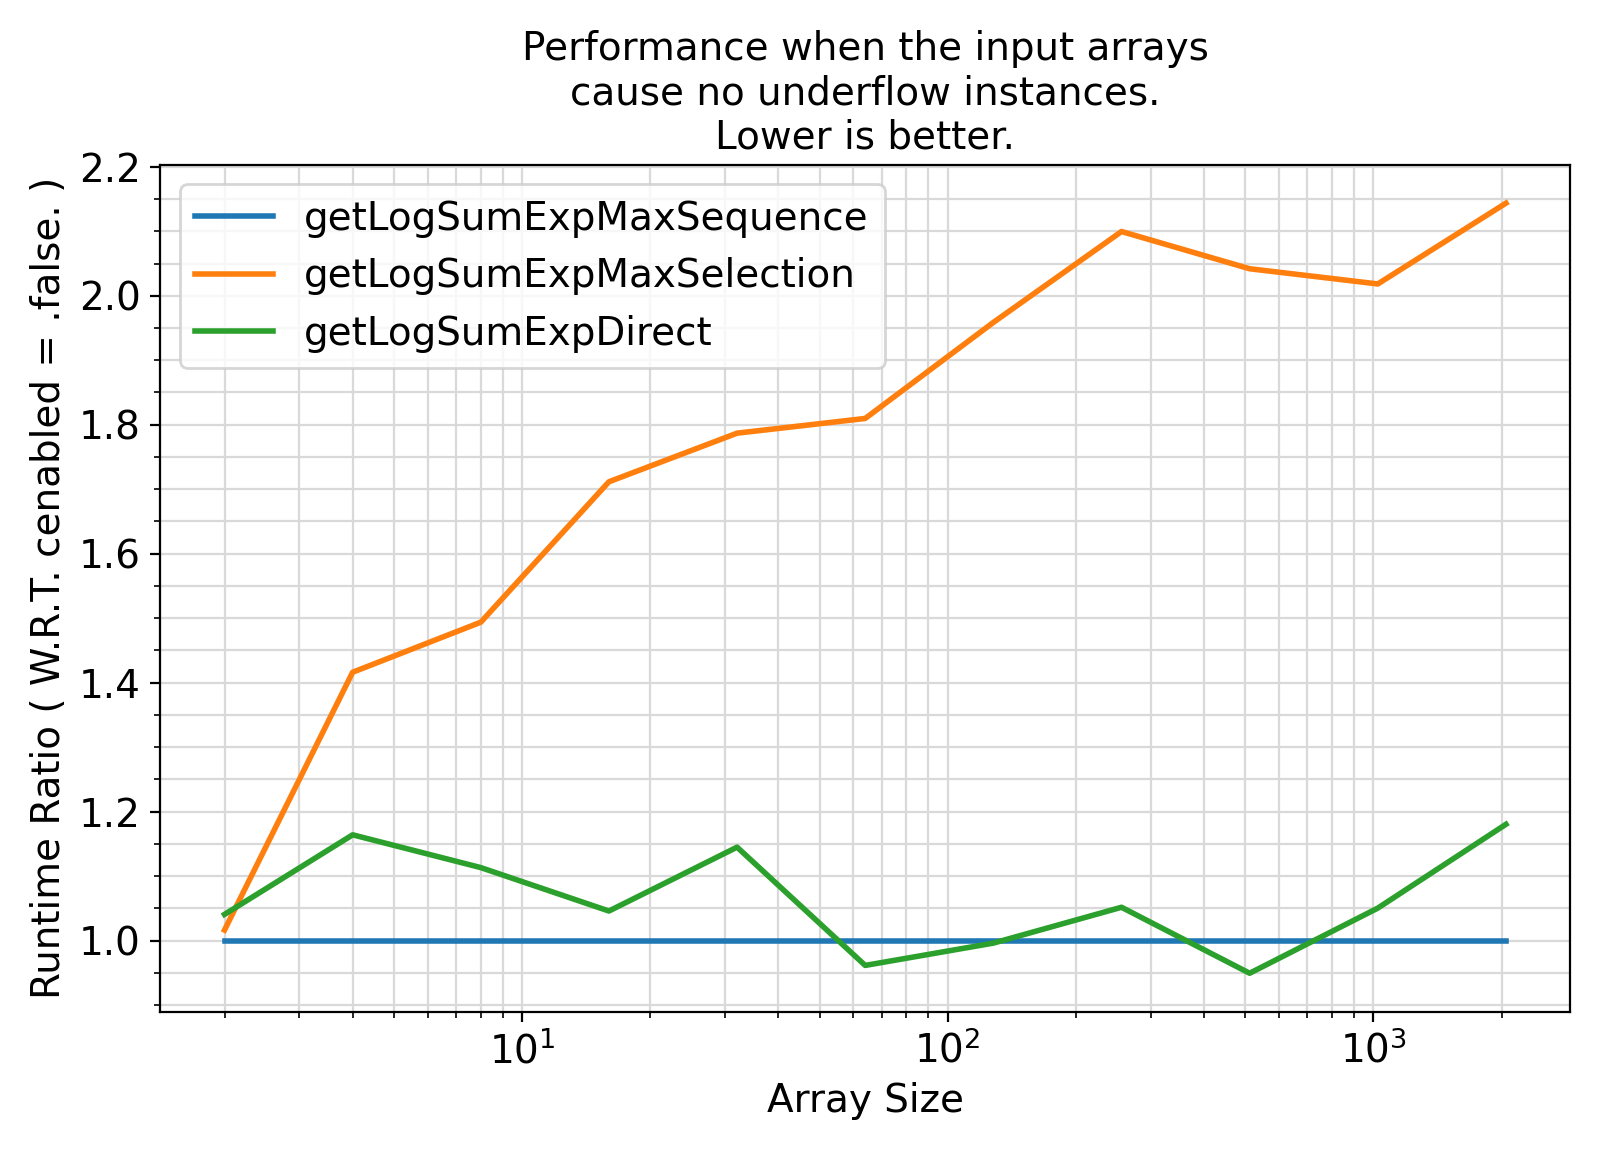 Performance when the input arrays
cause no underflow instances.
Lower is better.
Runtime Ratio ( W.R.T. cenabled = .false. )
2.2
2.0
1.8
1.6
1.4
1.2
1.0
getLogSumExpMaxSequence
getLogSumExpMaxSelection
getLogSumExpDirect
10¹ 10² 10³
Array Size